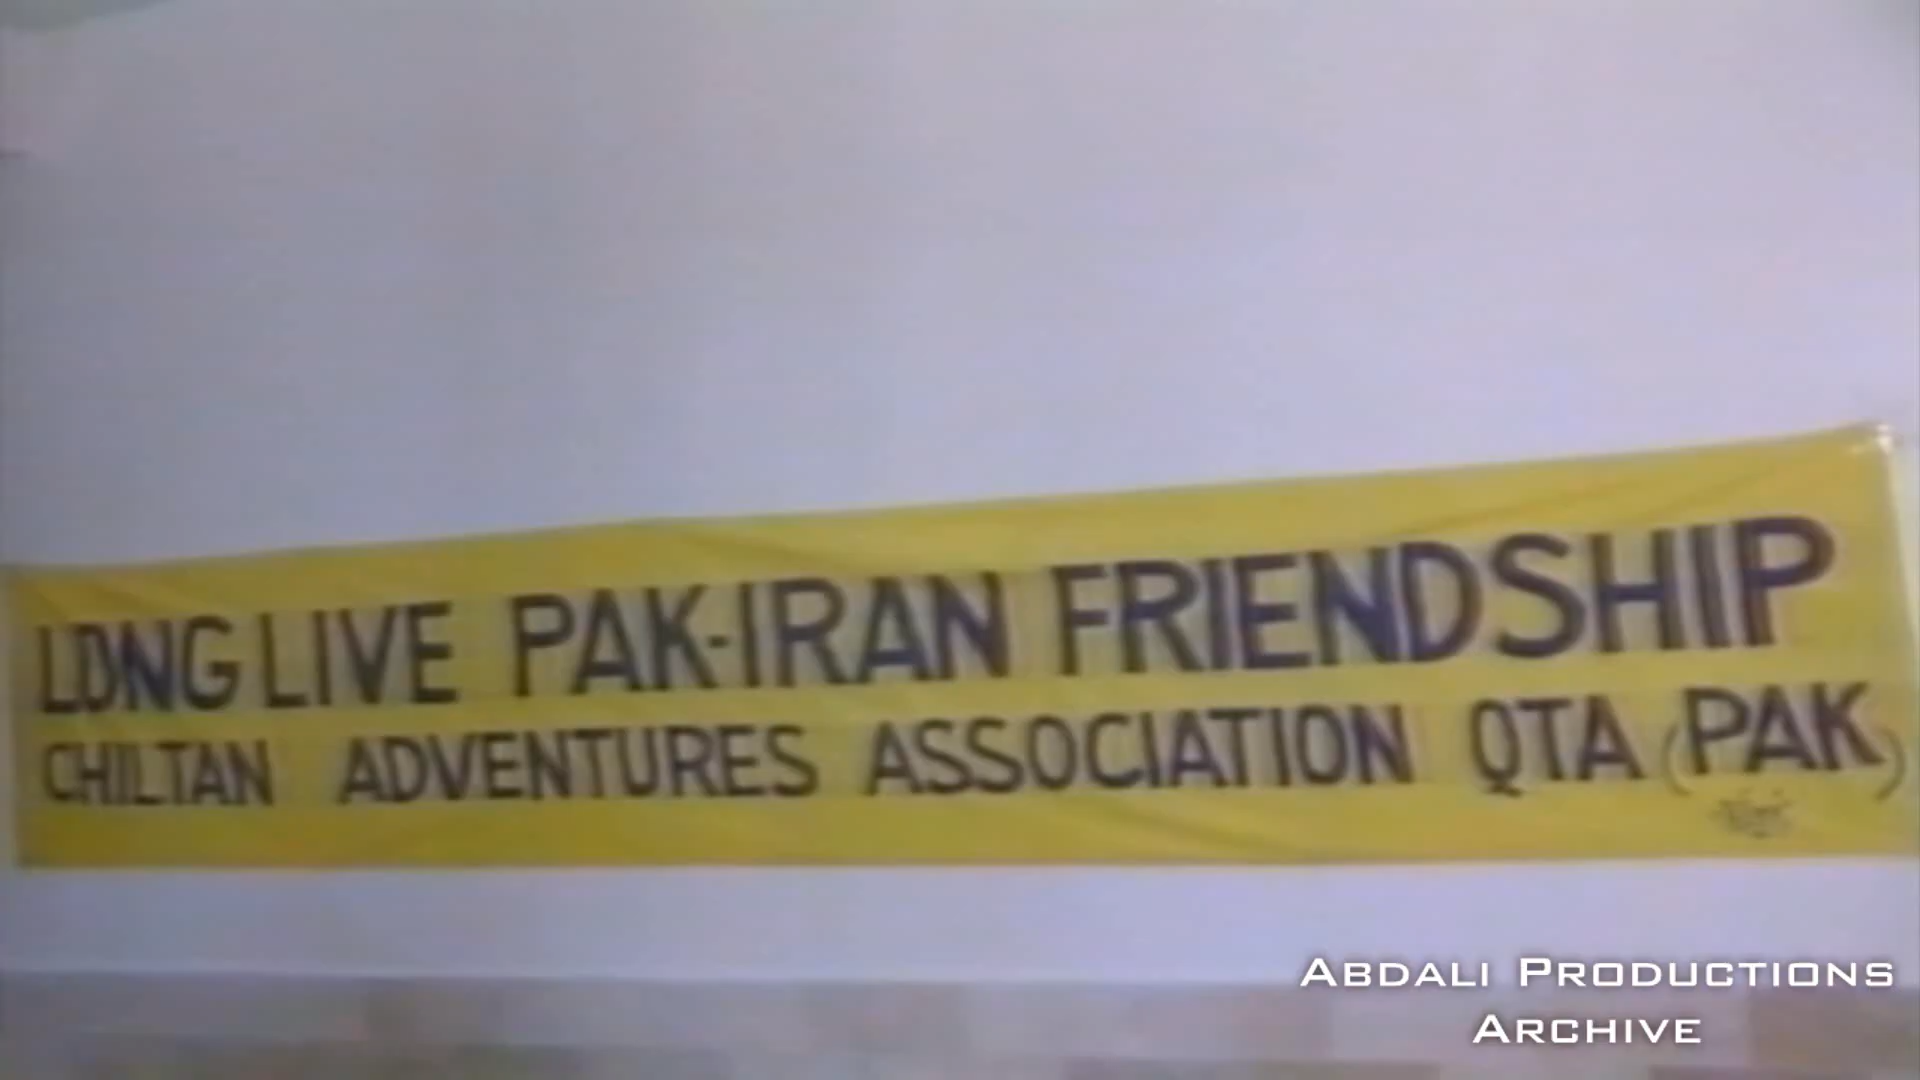 LONG LIVE PAK-IRAN FRIENDSHIP
CHILTAN ADVENTURES ASSOCIATION QTA (PAK)
ABDALI PRODUCTIONS
ARCHIVE